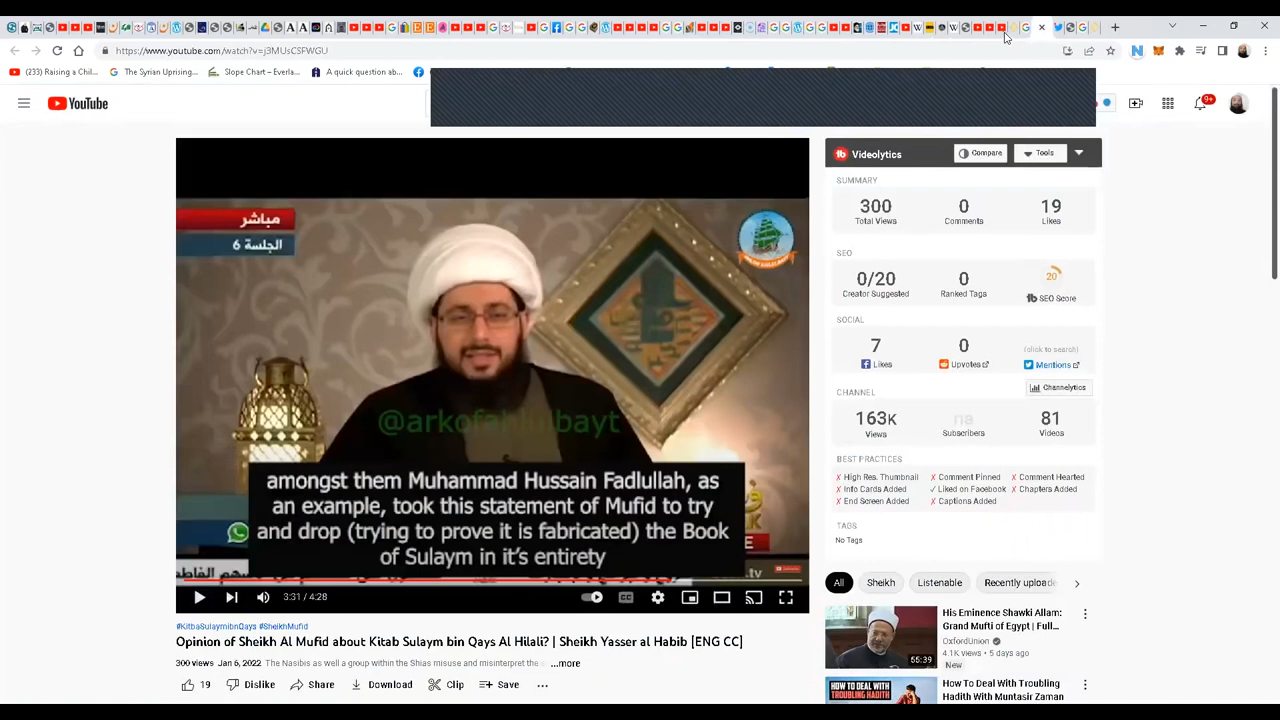 https://www.youtube.com/watch?v=j3MUsCSFWGU
(233) Raising a Chil...
The Syrian Uprising...
Slope Chart – Everla...
A quick question ab...
YouTube
9+
مباشر
الجلسة 6
@arkofahlulbayt
amongst them Muhammad Hussain Fadlullah, as
an example, took this statement of Mufid to try
and drop (trying to prove it is fabricated) the Book
of Sulaym in it's entirety
3:31 / 4:28
#KitbaSulaymibnQays #SheikhMufid
Opinion of Sheikh Al Mufid about Kitab Sulaym bin Qays Al Hilali? | Sheikh Yasser al Habib [ENG CC]
300 views Jan 6, 2022 The Nasibis as well a group within the Shias misuse and misinterpret the s ...more
19 Dislike Share Download Clip Save
Videolytics Compare Tools
SUMMARY
300 0 19
Total Views Comments Likes
SEO
0/20 0 20
Creator Suggested Ranked Tags SEO Score
SOCIAL
7 0 (click to search)
Likes Upvotes Mentions
Channelytics
CHANNEL
163K na 81
Views Subscribers Videos
BEST PRACTICES
✗ High Res. Thumbnail ✗ Comment Pinned ✗ Comment Hearted
✗ Info Cards Added ✓ Liked on Facebook ✗ Chapters Added
✗ End Screen Added ✗ Captions Added
TAGS
No Tags
All Sheikh Listenable Recently uploade
His Eminence Shawki Allam:
Grand Mufti of Egypt | Full...
OxfordUnion
4.1K views • 5 days ago
New
55:39
HOW TO DEAL WITH
TROUBLING
How To Deal With Troubling
Hadith With Muntasir Zaman